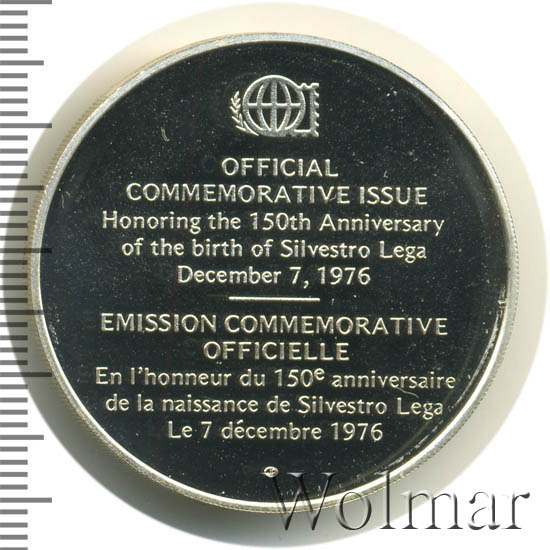 OFFICIAL
COMMEMORATIVE ISSUE
Honoring the 150th Anniversary
of the birth of Silvestro Lega
December 7, 1976
EMISSION COMMEMORATIVE
OFFICIELLE
En l'honneur du 150e anniversaire
de la naissance de Silvestro Lega
Le 7 décembre 1976
Wolmar